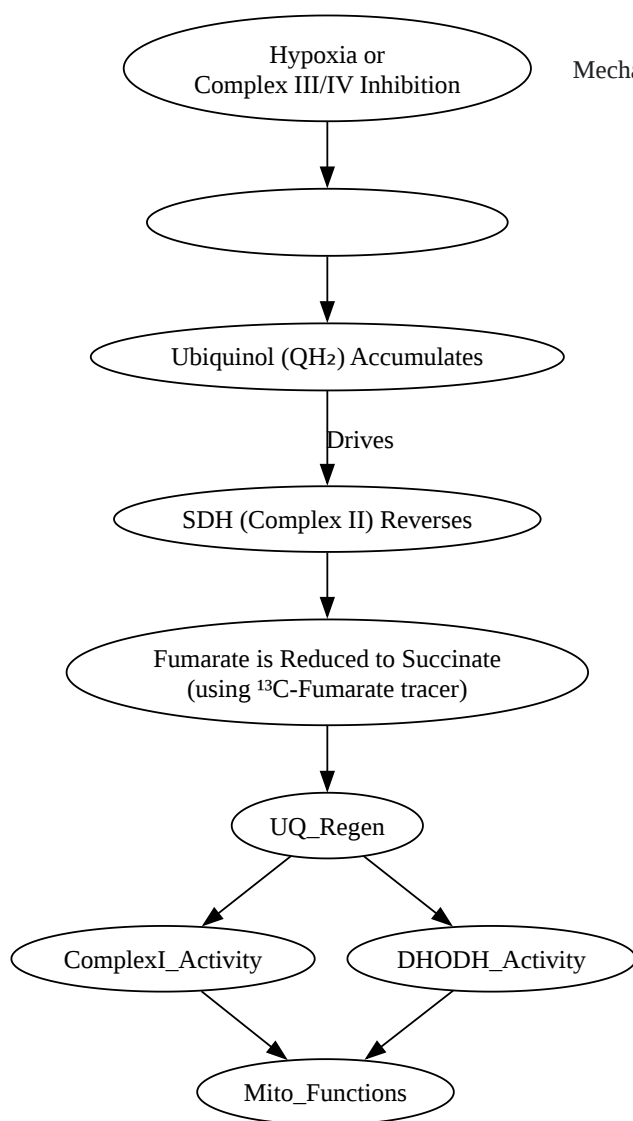 Hypoxia or
Complex III/IV Inhibition
Mecha
Ubiquinol (QH₂) Accumulates
Drives
SDH (Complex II) Reverses
Fumarate is Reduced to Succinate
(using ¹³C-Fumarate tracer)
UQ_Regen
ComplexI_Activity
DHODH_Activity
Mito_Functions